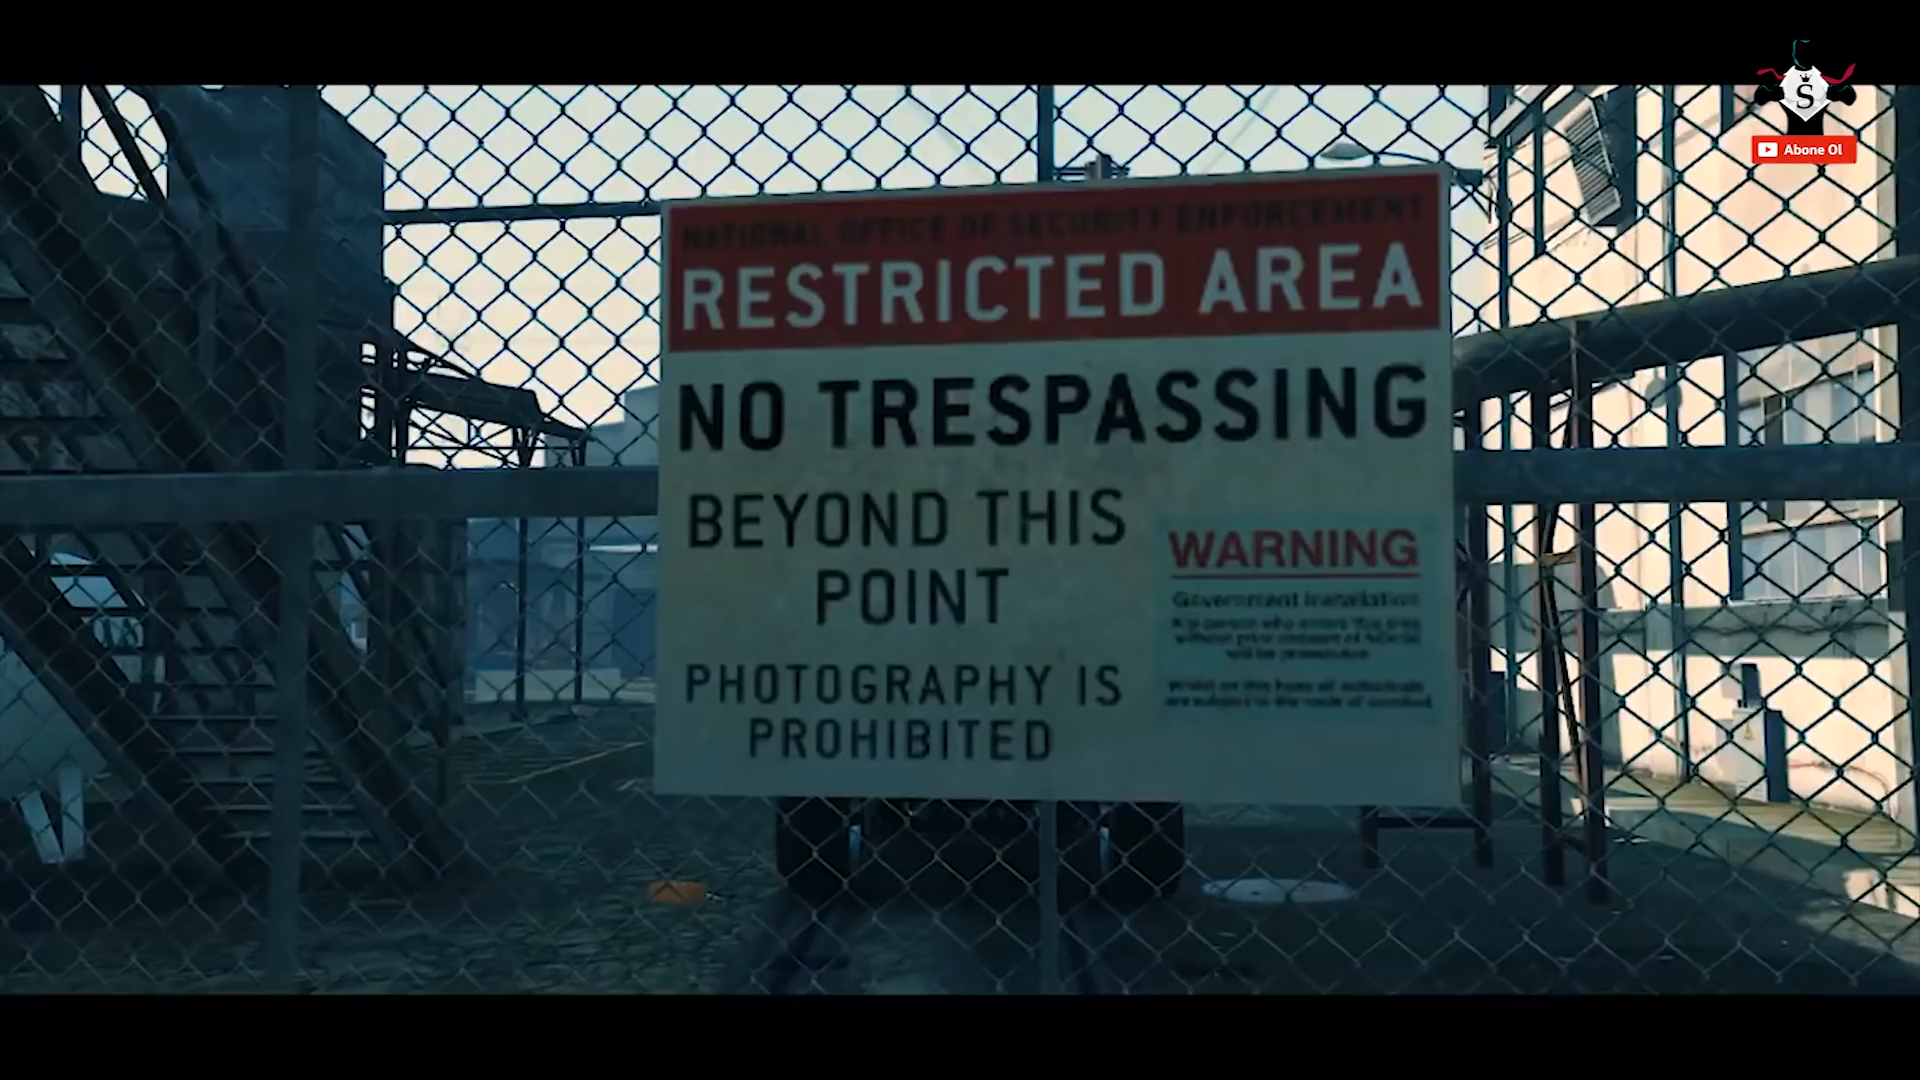 NATIONAL OFFICE OF SECURITY ENFORCEMENT
RESTRICTED AREA
NO TRESPASSING
BEYOND THIS
POINT
PHOTOGRAPHY IS
PROHIBITED
WARNING
Government Installation
S
Abone Ol